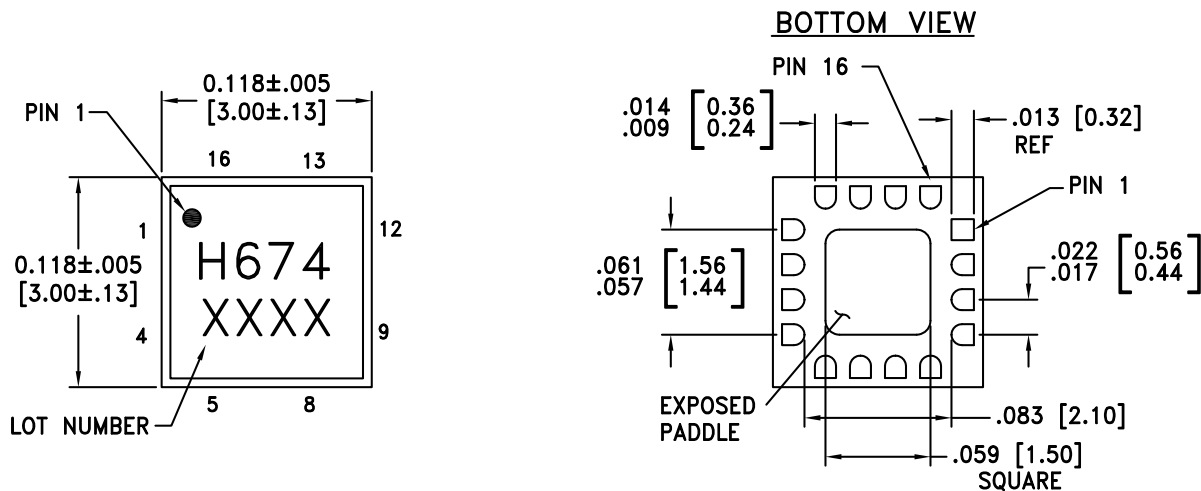 BOTTOM VIEW
0.118±.005
[3.00±.13]
PIN 1
16 13
1
12
H674
XXXX
0.118±.005
[3.00±.13]
4
9
5 8
LOT NUMBER
PIN 16
.014 [0.36
.009 0.24]
.013 [0.32]
REF
PIN 1
.061 [1.56
.057 1.44]
.022 [0.56
.017 0.44]
EXPOSED
PADDLE
.083 [2.10]
.059 [1.50]
SQUARE